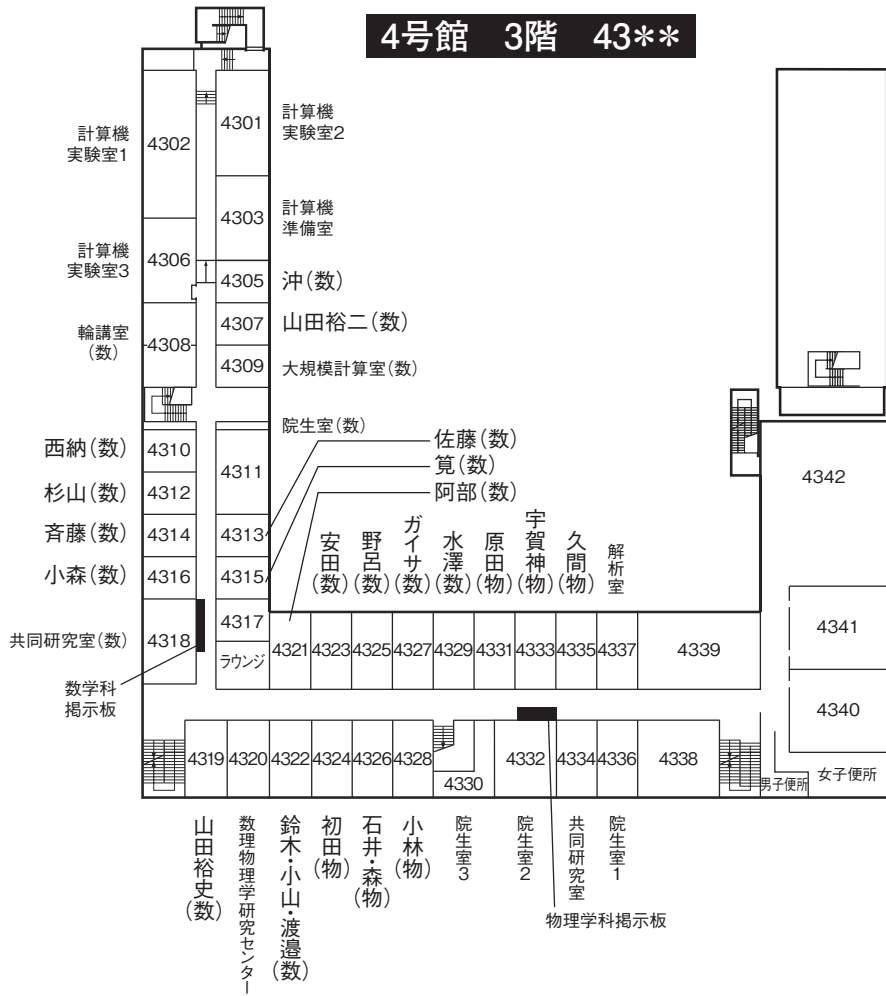 4号館　3階　43**
計算機
実験室1
4302
4301
計算機
実験室2
4303
計算機
準備室
計算機
実験室3
4306
4305
沖(数)
輪講室
(数)
4308
4307
山田裕二(数)
4309
大規模計算室(数)
院生室(数)
西納(数)
4310
4311
佐藤(数)
筧(数)
阿部(数)
杉山(数)
4312
斉藤(数)
4314
4313
小森(数)
4316
4315
安田(数)
野呂(数)
ガイサ(数)
水澤(数)
原田(物)
宇賀神(物)
久間(物)
解析室
4342
共同研究室(数)
4318
4317
ラウンジ
4321
4323
4325
4327
4329
4331
4333
4335
4337
4339
4341
4340
数学科
掲示板
4319
4320
4322
4324
4326
4328
4330
4332
4334
4336
4338
男子便所
女子便所
山田裕史(数)
数理物理学研究センター
鈴木・小山・渡邉(数)
初田(物)
石井・森(物)
小林(物)
院生室3
院生室2
共同研究室
院生室1
物理学科掲示板